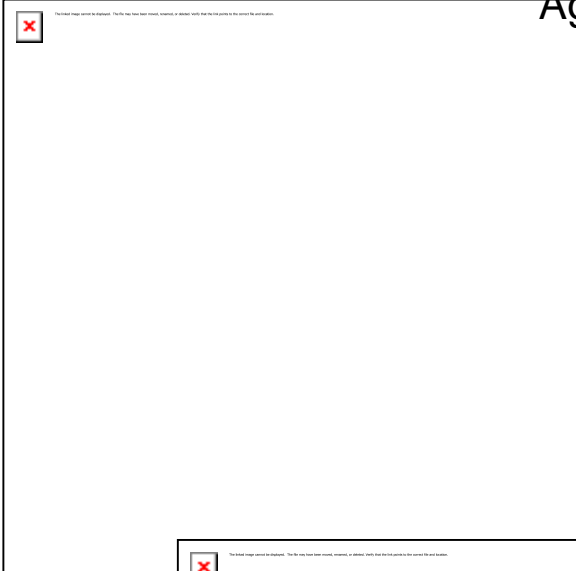 Ag
The linked image cannot be displayed. The file may have been moved, renamed, or deleted. Verify that the link points to the correct file and location.
The linked image cannot be displayed. The file may have been moved, renamed, or deleted. Verify that the link points to the correct file and location.